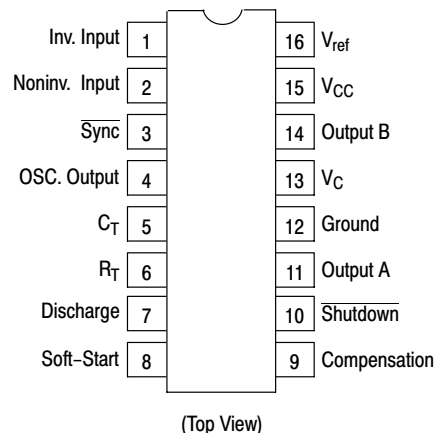 Inv. Input 1 16 Vref
Noninv. Input 2 15 VCC
Sync 3 14 Output B
OSC. Output 4 13 VC
CT 5 12 Ground
RT 6 11 Output A
Discharge 7 10 Shutdown
Soft-Start 8 9 Compensation
(Top View)